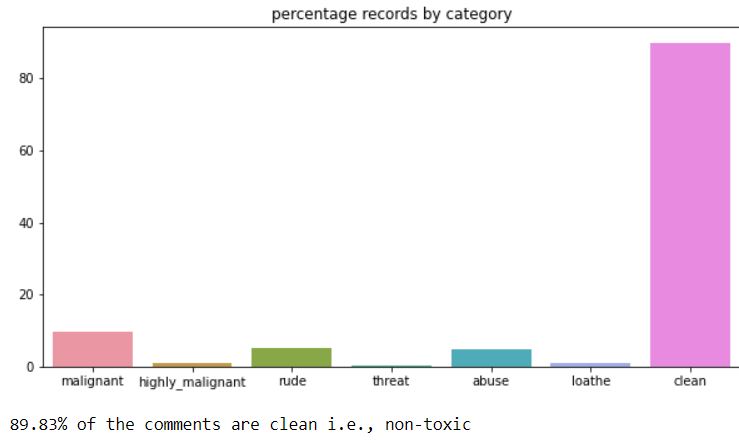 percentage records by category
80
60
40
20
0
malignant highly_malignant rude threat abuse loathe clean
89.83% of the comments are clean i.e., non-toxic